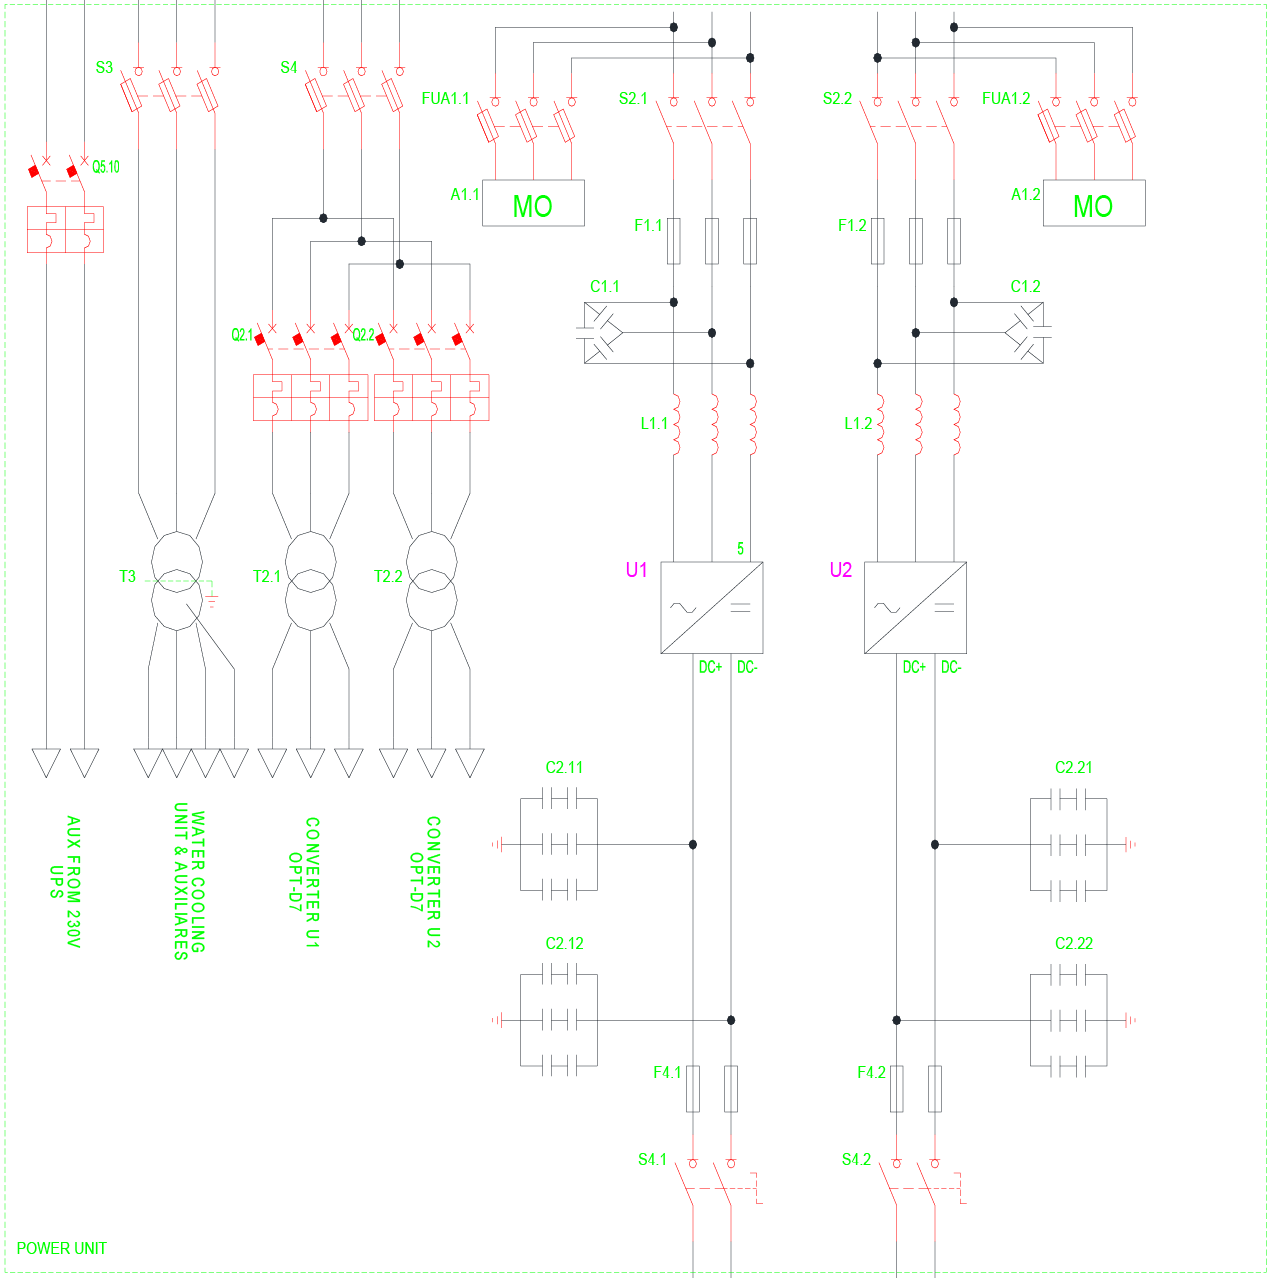 S3
S4
FUA1.1
S2.1
S2.2
FUA1.2
Q5.10
A1.1
MO
A1.2
MO
F1.1
F1.2
C1.1
C1.2
Q2.1
Q2.2
L1.1
L1.2
5
U1
U2
T3
T2.1
T2.2
DC+
DC-
DC+
DC-
C2.11
C2.21
AUX FROM 230V
UPS
WATER COOLING
UNIT & AUXILIARES
CONVERTER U1
OPT-D7
CONVERTER U2
OPT-D7
C2.12
C2.22
F4.1
F4.2
S4.1
S4.2
POWER UNIT